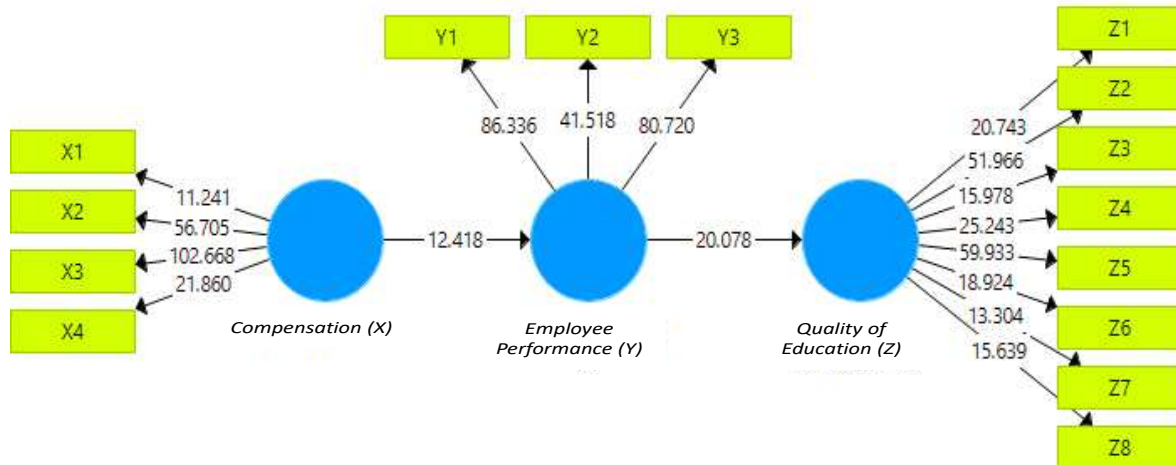 Y1
Y2
Y3
Z1
Z2
Z3
Z4
Z5
Z6
Z7
Z8
X1
X2
X3
X4
86.336
41.518
80.720
11.241
56.705
102.668
21.860
12.418
20.078
20.743
51.966
15.978
25.243
59.933
18.924
13.304
15.639
Compensation (X)
Employee
Performance (Y)
Quality of
Education (Z)